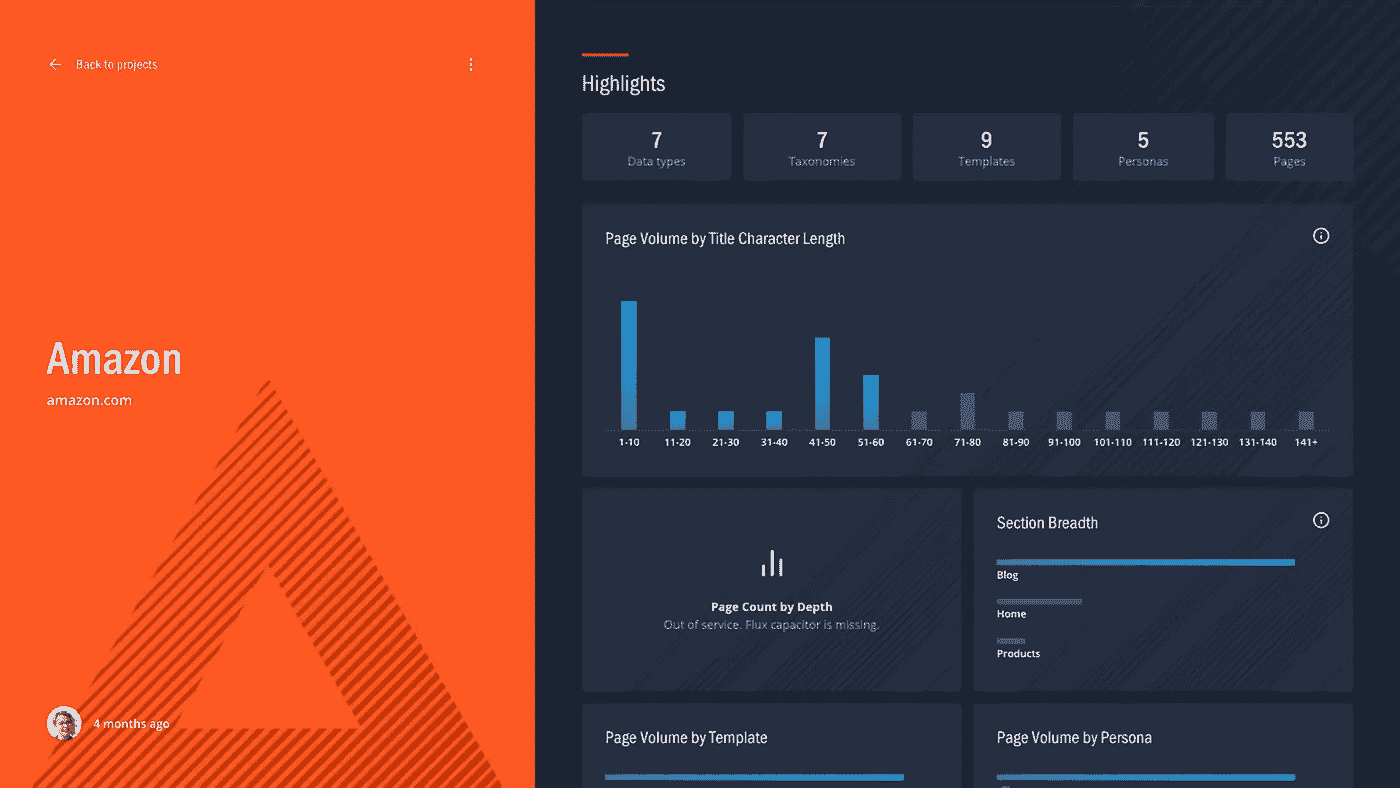 Back to projects
Amazon
amazon.com
4 months ago
Highlights
7
Data types
7
Taxonomies
9
Templates
5
Personas
553
Pages
Page Volume by Title Character Length
1-10 11-20 21-30 31-40 41-50 51-60 61-70 71-80 81-90 91-100 101-110 111-120 121-130 131-140 141+
Page Count by Depth
Out of service. Flux capacitor is missing.
Section Breadth
Blog
Home
Products
Page Volume by Template
Page Volume by Persona